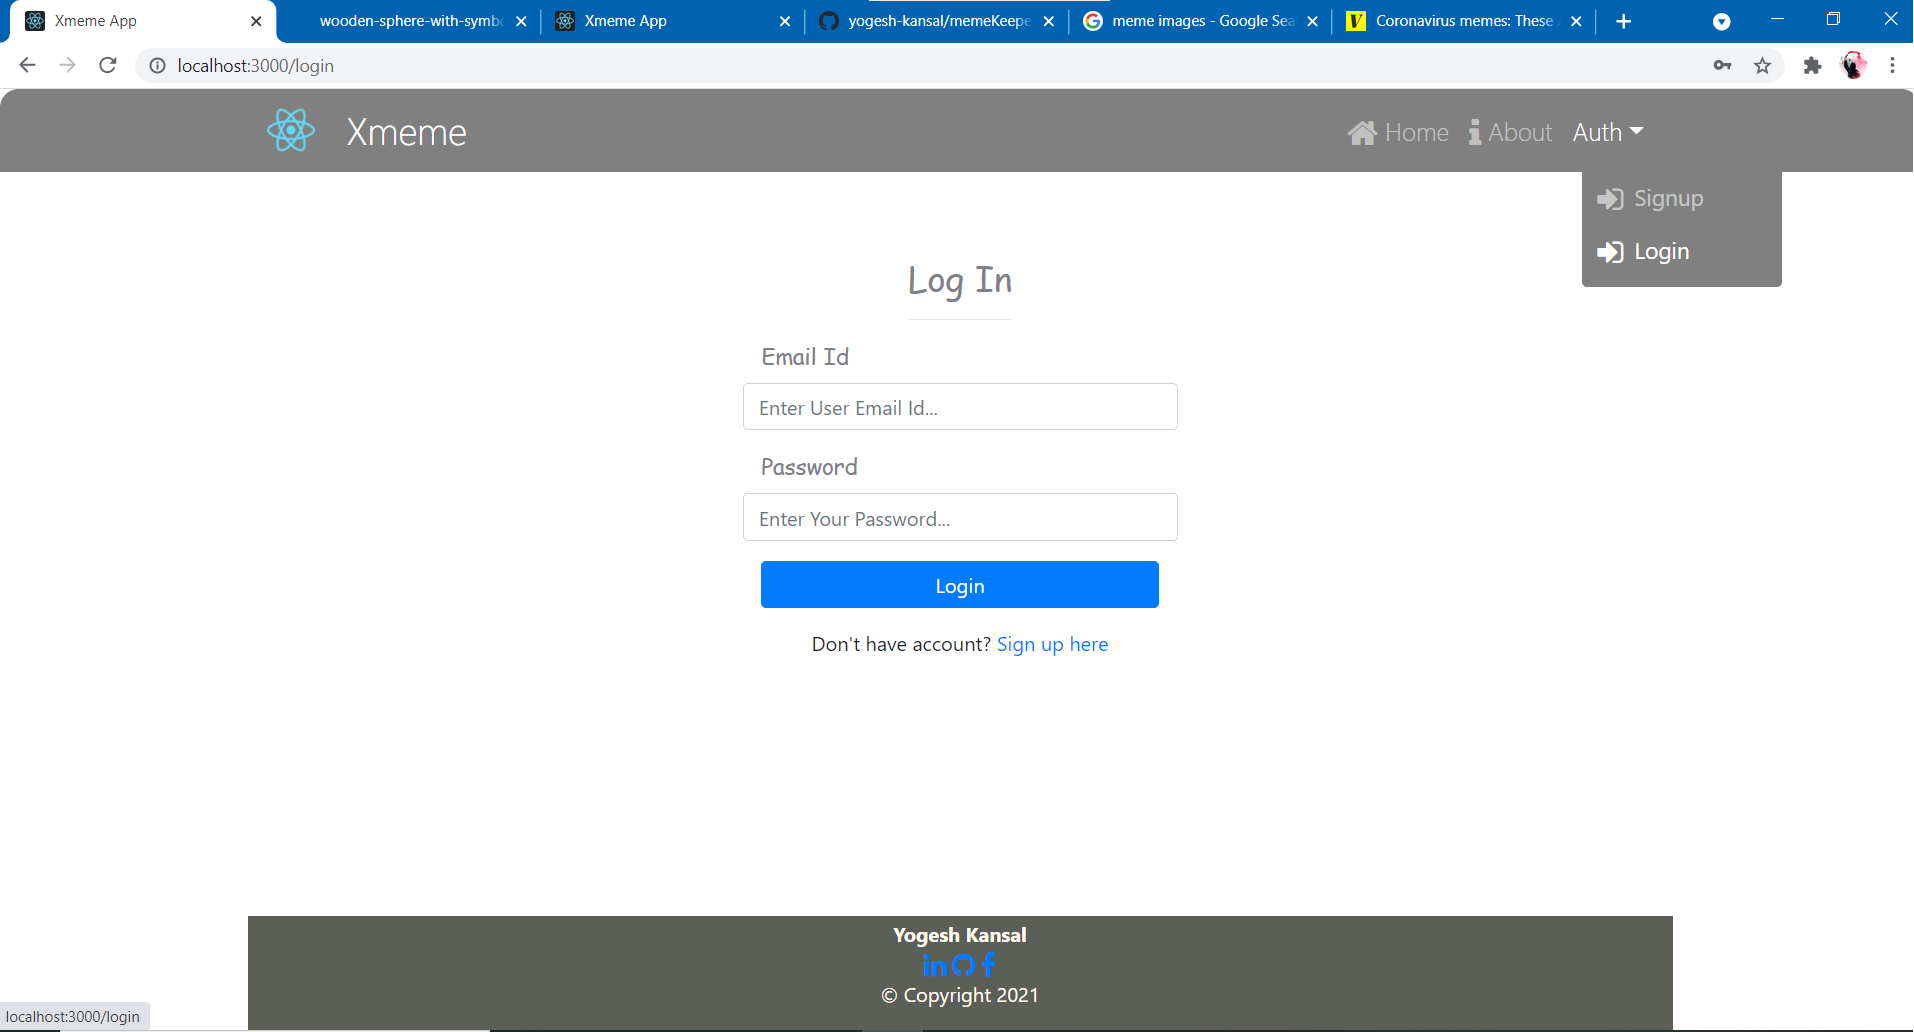 Xmeme App
wooden-sphere-with-symbo
Xmeme App
yogesh-kansal/memeKeepe
meme images - Google Sea
Coronavirus memes: These
localhost:3000/login
Xmeme
Home
About
Auth
Signup
Login
Log In
Email Id
Enter User Email Id...
Password
Enter Your Password...
Login
Don't have account? Sign up here
Yogesh Kansal
© Copyright 2021
localhost:3000/login